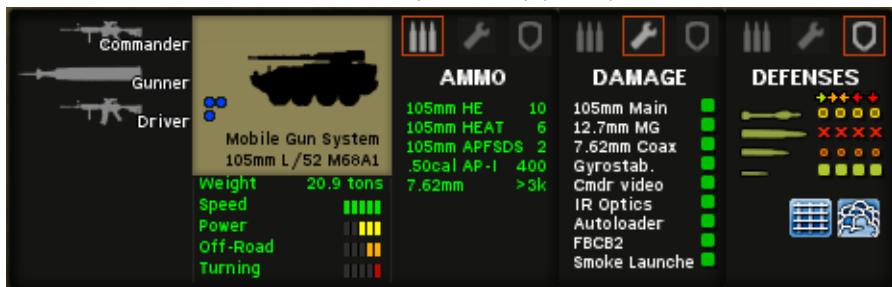 Commander
Gunner
Driver
Mobile Gun System
105mm L/52 M68A1
Weight 20.9 tons
Speed
Power
Off-Road
Turning
AMMO
105mm HE 10
105mm HEAT 6
105mm APFSDS 2
.50cal AP-I 400
7.62mm >3k
DAMAGE
105mm Main
12.7mm MG
7.62mm Coax
Gyrostab.
Cmdr video
IR Optics
Autoloader
FBCB2
Smoke Launche
DEFENSES